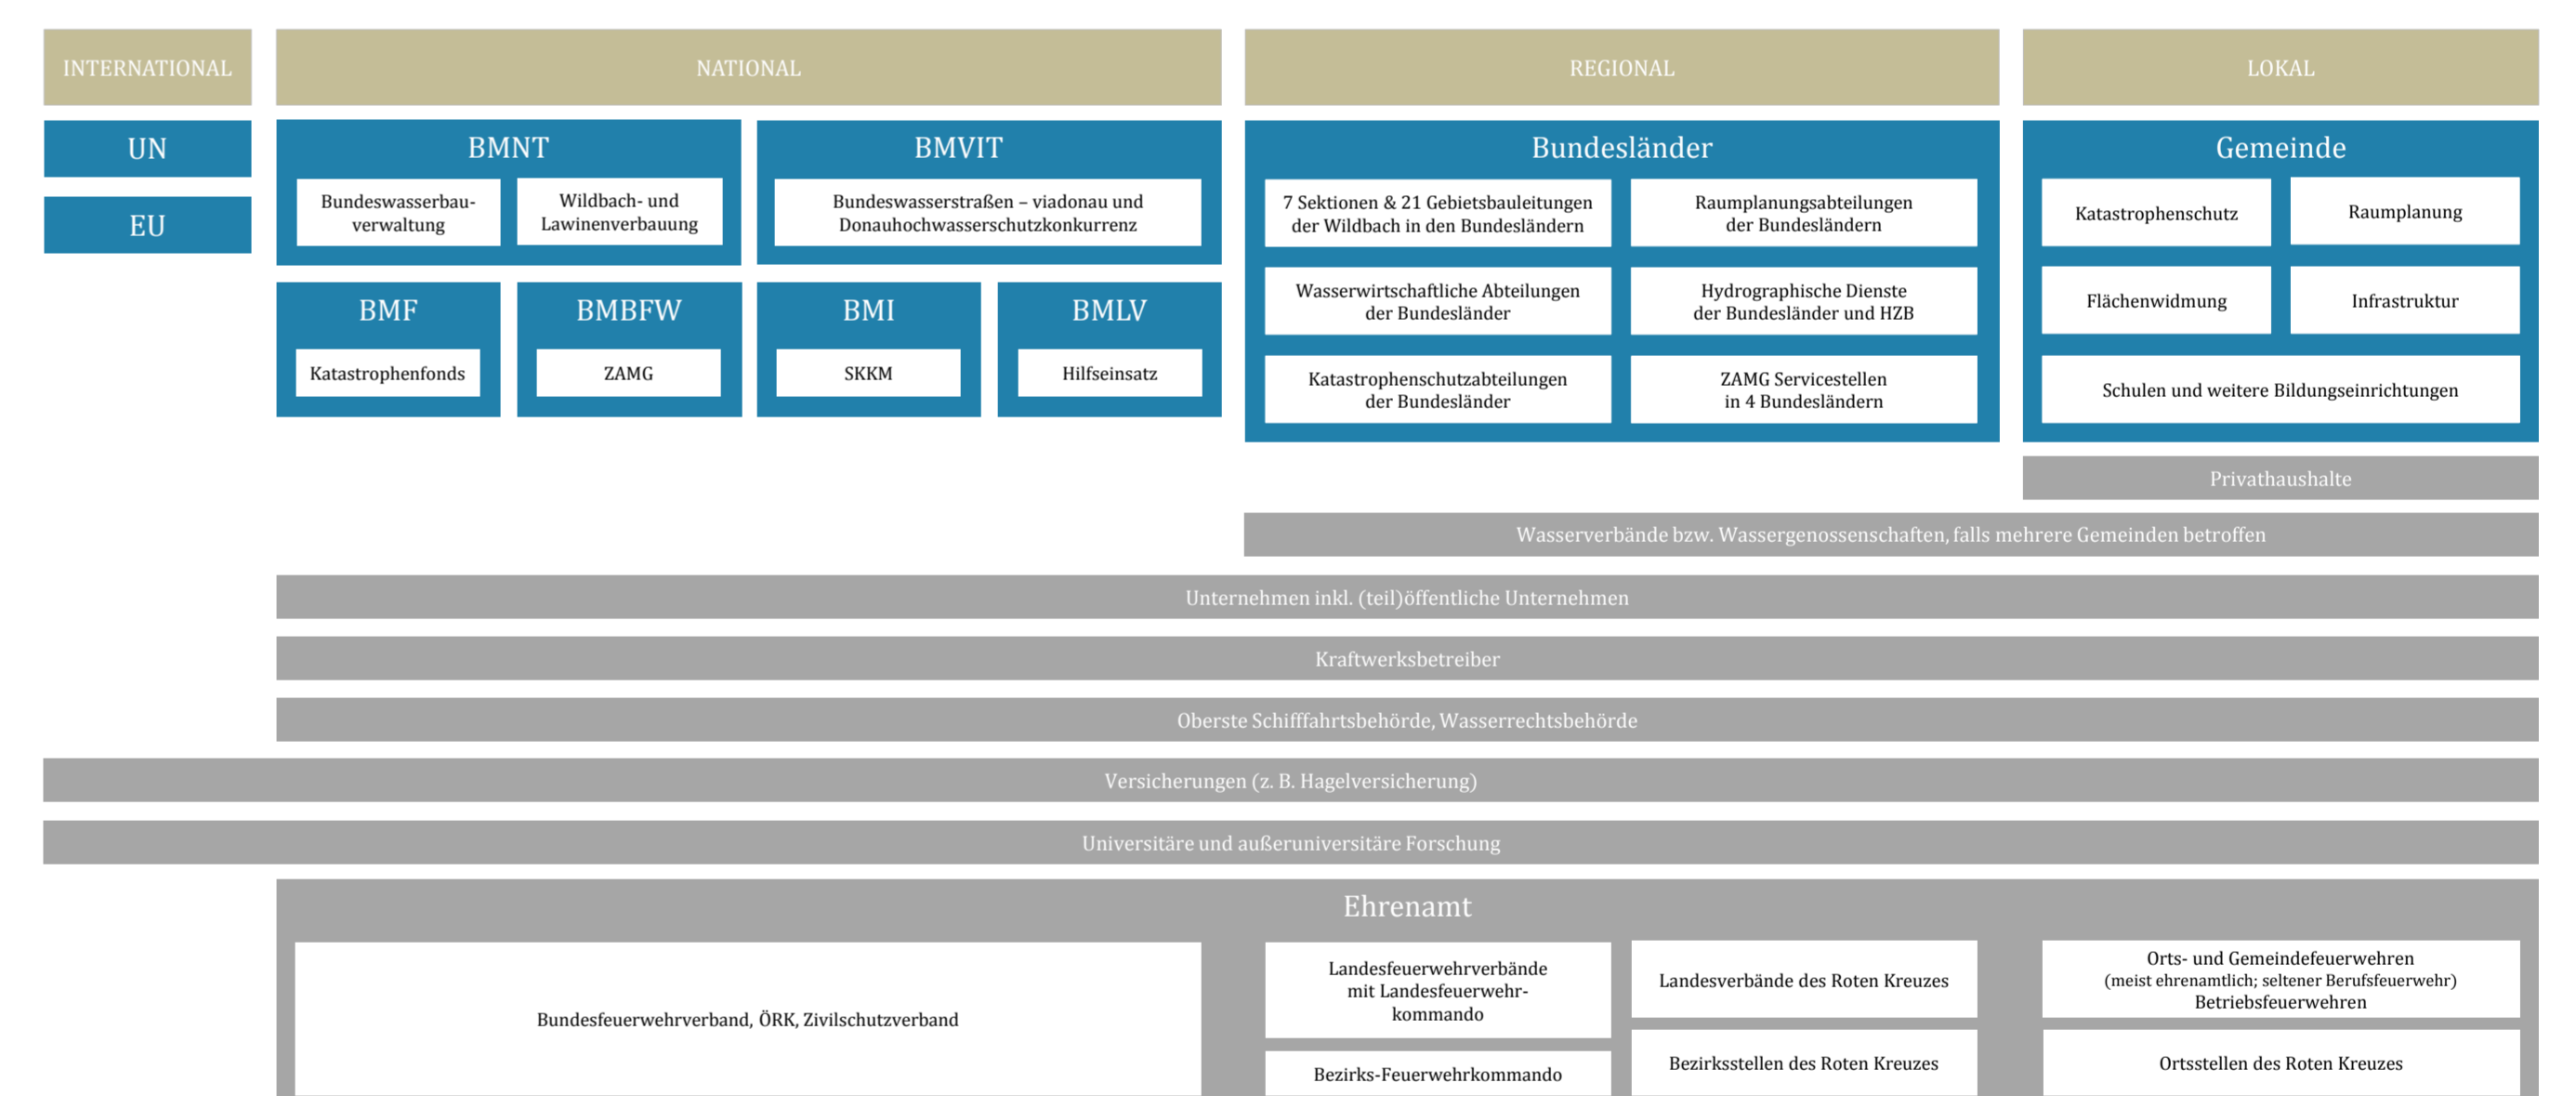 INTERNATIONAL
NATIONAL
REGIONAL
LOKAL
UN
EU
BMNT
Bundeswasserbau-
verwaltung
Wildbach- und
Lawinenverbauung
BMVIT
Bundeswasserstraßen – viadonau und
Donauhochwasserschutzkonkurrenz
BMF
Katastrophenfonds
BMBFW
ZAMG
BMI
SKKM
BMLV
Hilfseinsatz
Bundesländer
7 Sektionen & 21 Gebietsbauleitungen
der Wildbach in den Bundesländern
Raumplanungsabteilungen
der Bundesländern
Wasserwirtschaftliche Abteilungen
der Bundesländer
Hydrographische Dienste
der Bundesländer und HZB
Katastrophenschutzabteilungen
der Bundesländer
ZAMG Servicestellen
in 4 Bundesländern
Gemeinde
Katastrophenschutz
Raumplanung
Flächenwidmung
Infrastruktur
Schulen und weitere Bildungseinrichtungen
Privathaushalte
Wasserverbände bzw. Wassergenossenschaften, falls mehrere Gemeinden betroffen
Unternehmen inkl. (teil)öffentliche Unternehmen
Kraftwerksbetreiber
Oberste Schifffahrtsbehörde, Wasserrechtsbehörde
Versicherungen (z. B. Hagelversicherung)
Universitäre und außeruniversitäre Forschung
Ehrenamt
Bundesfeuerwehrverband, ÖRK, Zivilschutzverband
Landesfeuerwehrverbände
mit Landesfeuerwehr-
kommando
Bezirks-Feuerwehrkommando
Landesverbände des Roten Kreuzes
Bezirksstellen des Roten Kreuzes
Orts- und Gemeindefeuerwehren
(meist ehrenamtlich; seltener Berufsfeuerwehr)
Betriebsfeuerwehren
Ortsstellen des Roten Kreuzes